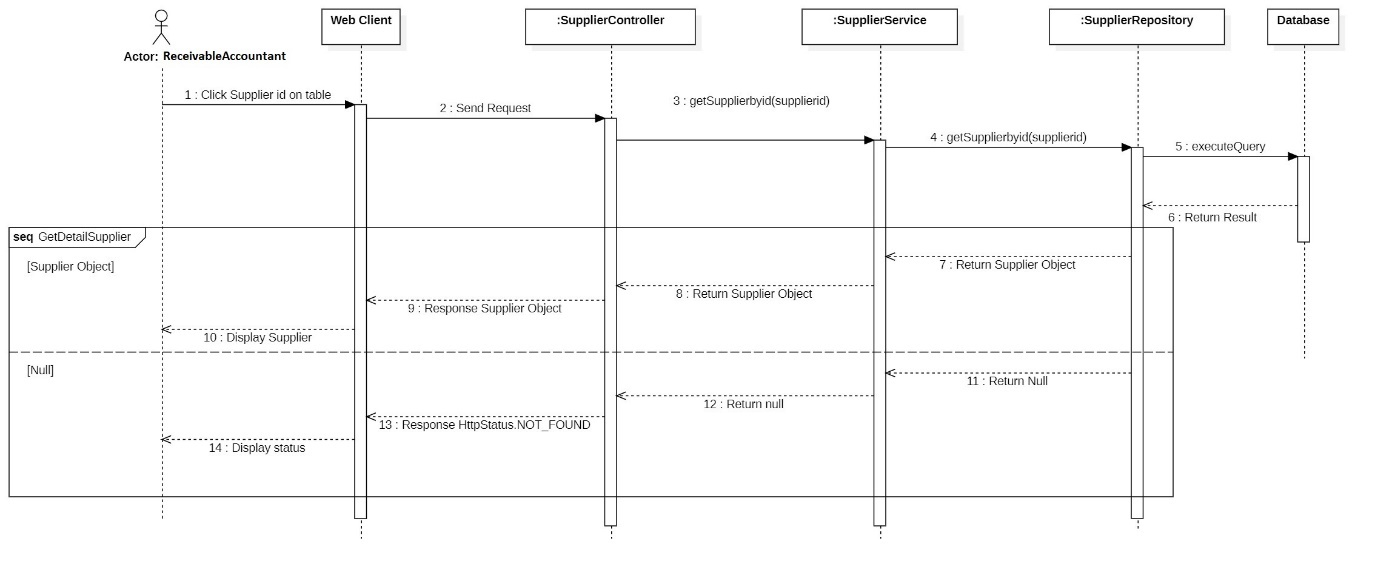 Web Client
:SupplierController
:SupplierService
:SupplierRepository
Database
Actor: ReceivableAccountant
1 : Click Supplier id on table
2 : Send Request
3 : getSupplierbyid(supplierid)
4 : getSupplierbyid(supplierid)
5 : executeQuery
6 : Return Result
seq GetDetailSupplier
[Supplier Object]
7 : Return Supplier Object
8 : Return Supplier Object
9 : Response Supplier Object
10 : Display Supplier
[Null]
11 : Return Null
12 : Return null
13 : Response HttpStatus.NOT_FOUND
14 : Display status